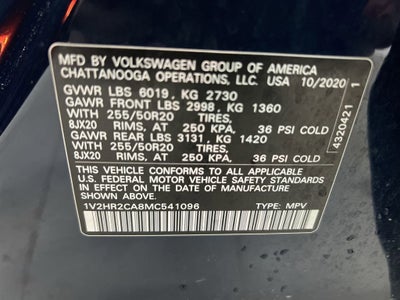 MFD BY VOLKSWAGEN GROUP OF AMERICA
CHATTANOOGA OPERATIONS, LLC. USA 10/2020
GVWR LBS 6019, KG 2730
GAWR FRONT LBS 2998, KG 1360
WITH 255/50R20
8JX20 RIMS, AT 250 KPA, 36 PSI COLD
GAWR REAR LBS 3131, KG 1420
WITH 255/50R20
8JX20 RIMS, AT 250 KPA, 36 PSI COLD
THIS VEHICLE CONFORMS TO ALL APPLICABLE
U.S. FEDERAL MOTOR VEHICLE SAFETY
STANDARDS IN EFFECT ON THE DATE OF MANUFACTURE
SHOWN ABOVE.
1V2HR2CA8MC541096 TYPE: MPV
4320421